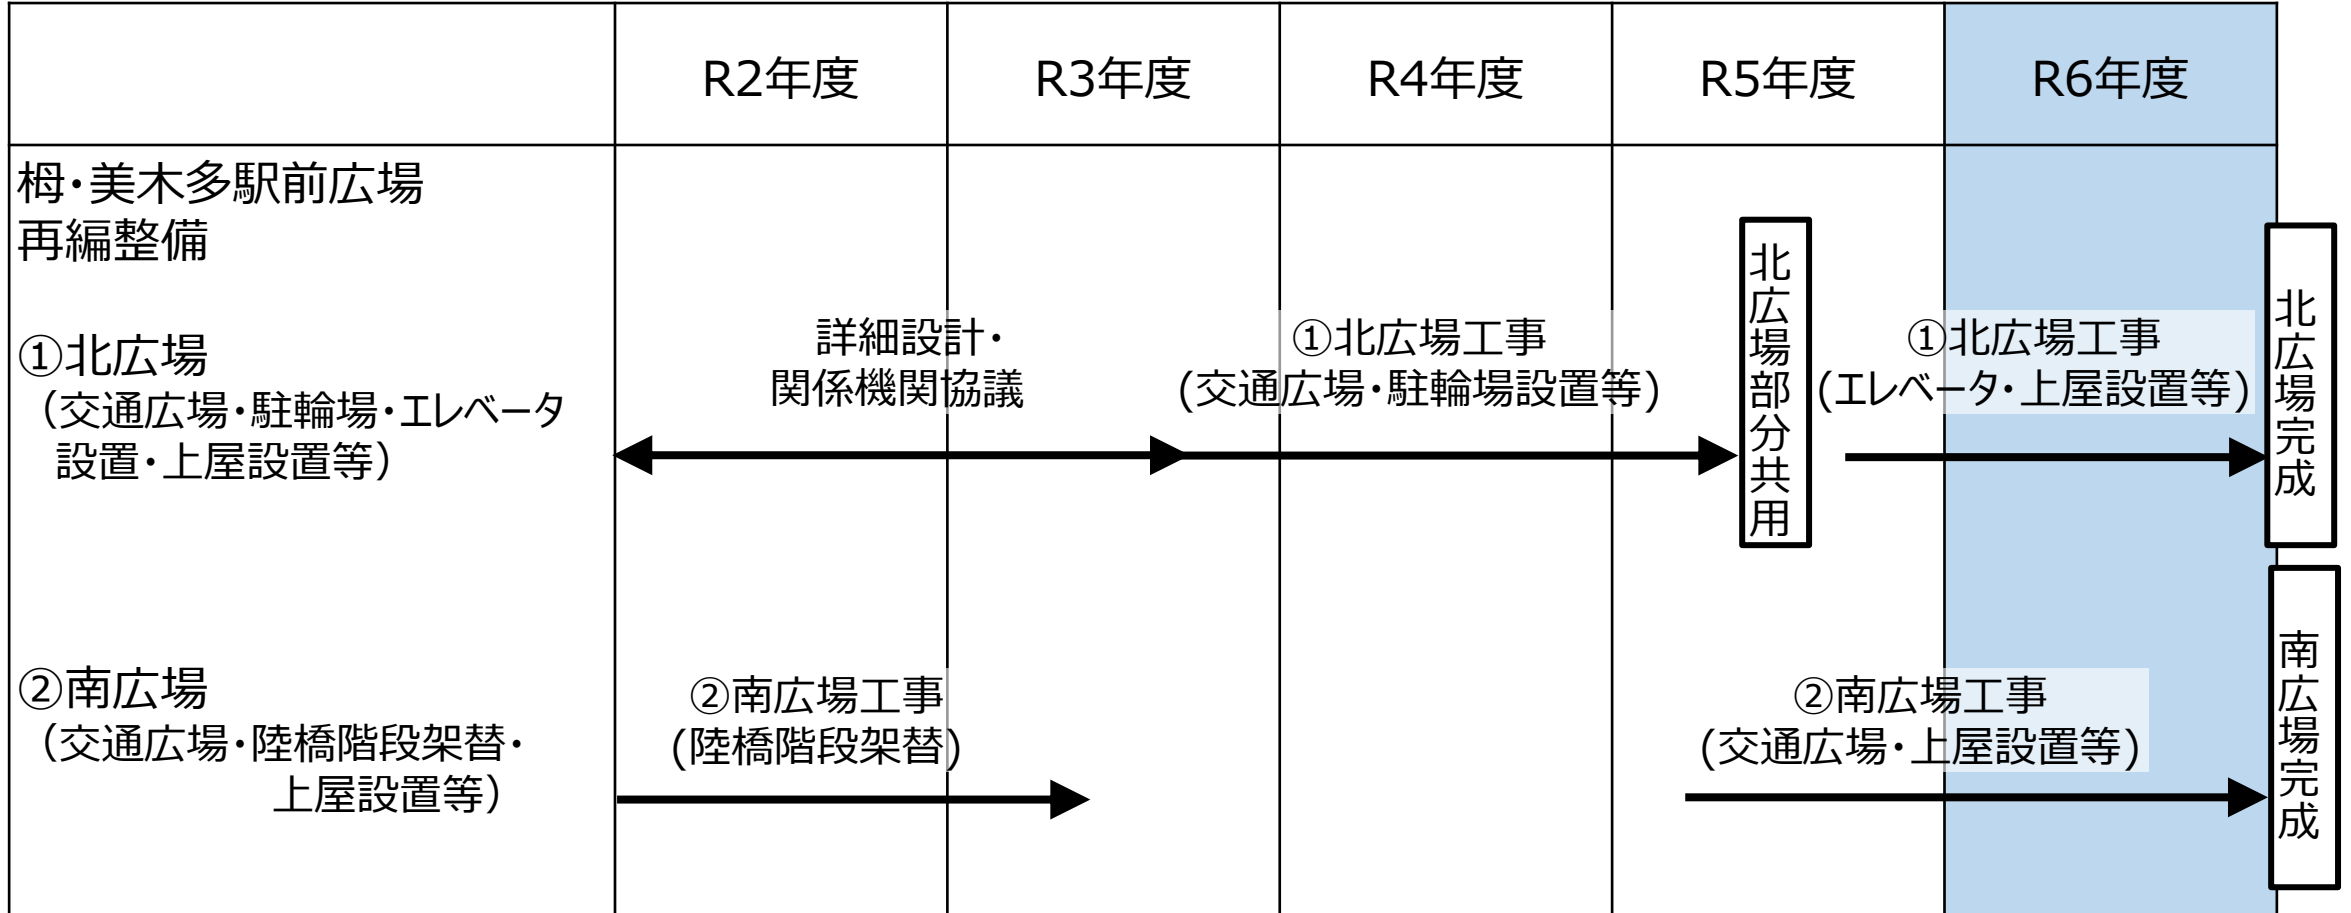 R2年度
R3年度
R4年度
R5年度
R6年度
栂・美木多駅前広場
再編整備
①北広場
（交通広場・駐輪場・エレベータ
設置・上屋設置等）
詳細設計・
関係機関協議
①北広場工事
(交通広場・駐輪場設置等)
北広場部分共用
①北広場工事
(エレベータ・上屋設置等)
北広場完成
②南広場
（交通広場・陸橋階段架替・
上屋設置等）
②南広場工事
(陸橋階段架替)
②南広場工事
(交通広場・上屋設置等)
南広場完成